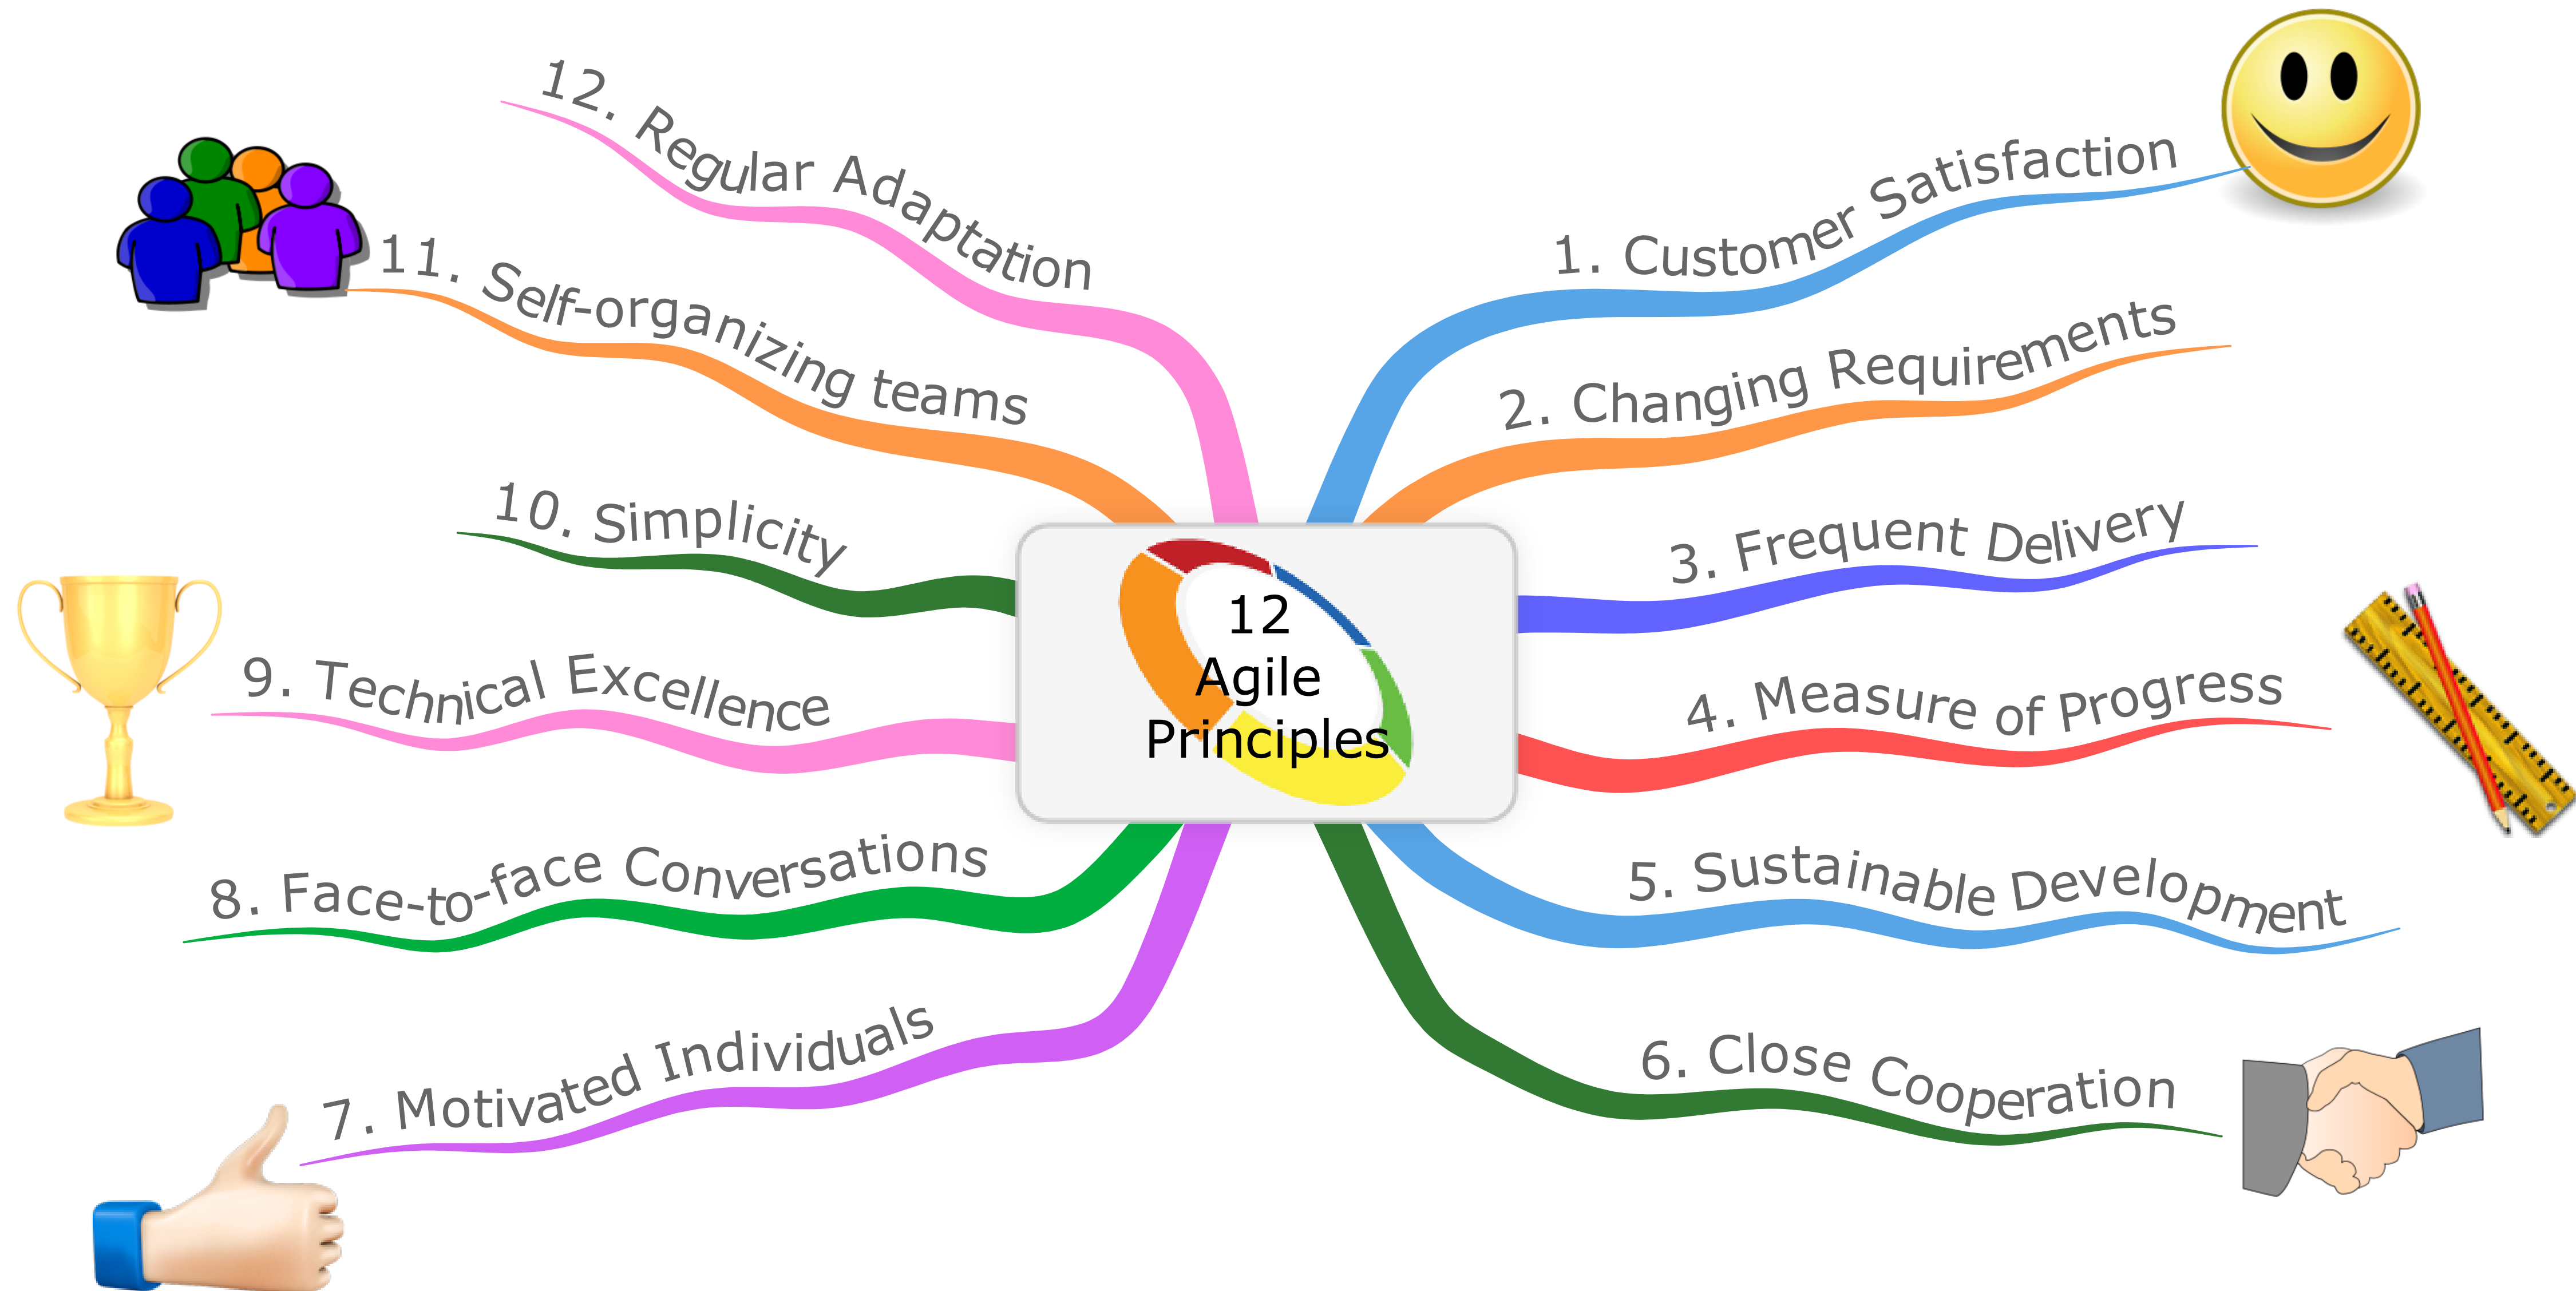 12
Agile
Principles
1. Customer Satisfaction
2. Changing Requirements
3. Frequent Delivery
4. Measure of Progress
5. Sustainable Development
6. Close Cooperation
7. Motivated Individuals
8. Face-to-face Conversations
9. Technical Excellence
10. Simplicity
11. Self-organizing teams
12. Regular Adaptation